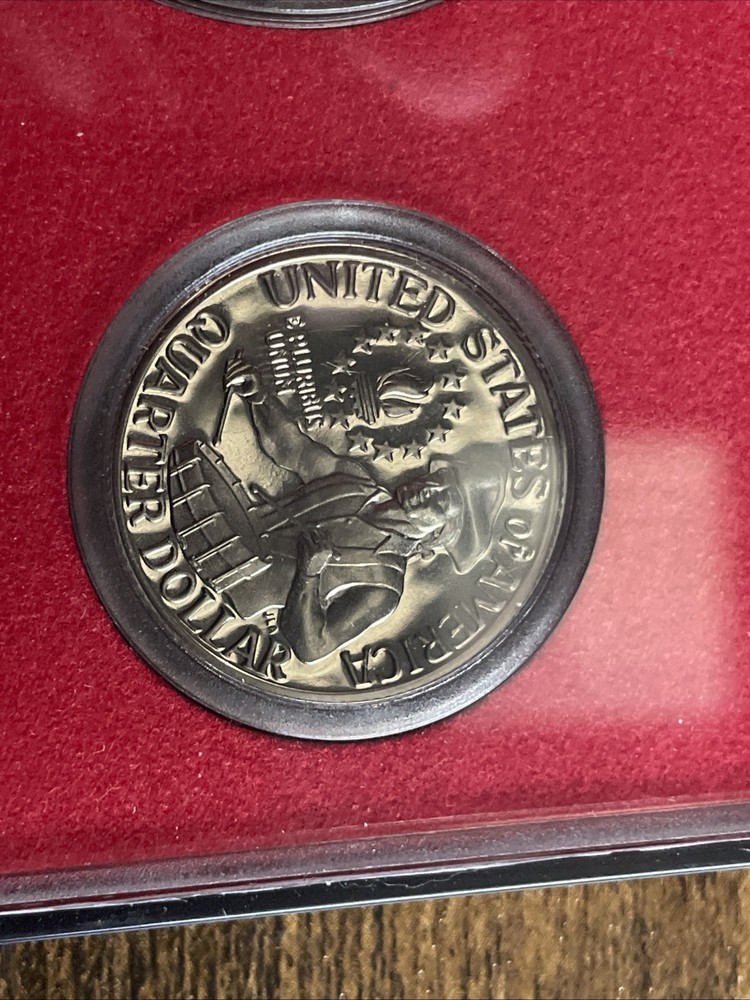 UNITED STATES OF AMERICA
E PLURIBUS
UNUM
QUARTER DOLLAR